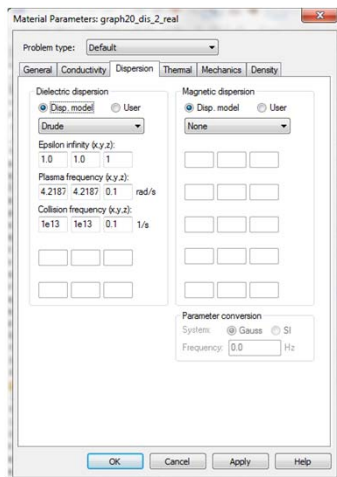 Material Parameters: graph20_dis_2_real
Problem type: Default
General Conductivity Dispersion Thermal Mechanics Density
Dielectric dispersion
Disp. model User
Drude
Epsilon infinity (x,y,z):
1.0 1.0 1
Plasma frequency (x,y,z):
4.2187 4.2187 0.1 rad/s
Collision frequency (x,y,z):
1e13 1e13 0.1 1/s
Magnetic dispersion
Disp. model User
None
Parameter conversion
System: Gauss SI
Frequency: 0.0 Hz
OK Cancel Apply Help